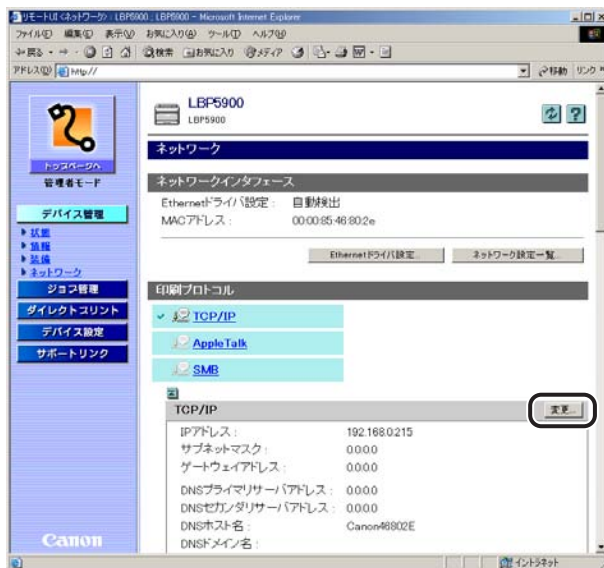 リモートUI <ネットワーク> : LBP5900 ; LBP5900 - Microsoft Internet Explorer
ファイル(F) 編集(E) 表示(V) お気に入り(A) ツール(T) ヘルプ(H)
戻る 検索 お気に入り メディア
アドレス(D) http:// 移動 リンク »
LBP5900
LBP5900
トップページへ
管理者モード
デバイス管理
状態
情報
装備
ネットワーク
ジョブ管理
ダイレクトプリント
デバイス設定
サポートリンク
Canon
ネットワーク
ネットワークインタフェース
Ethernetドライバ設定 : 自動検出
MACアドレス : 00:00:85:46:80:2e
Ethernetドライバ設定... ネットワーク設定一覧...
印刷プロトコル
TCP/IP
AppleTalk
SMB
TCP/IP 変更...
IPアドレス : 192.168.0.215
サブネットマスク : 0.0.0.0
ゲートウェイアドレス : 0.0.0.0
DNSプライマリサーバアドレス : 0.0.0.0
DNSセカンダリサーバアドレス : 0.0.0.0
DNSホスト名 : Canon46802E
DNSドメイン名 :
イントラネット